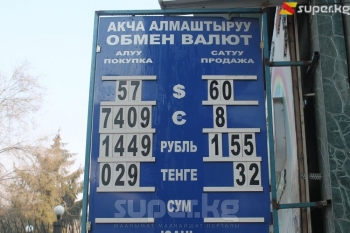 super.kg
АКЧА АЛМАШТЫРУУ
ОБМЕН ВАЛЮТ
АЛУУ САТУУ
ПОКУПКА ПРОДАЖА
57 $ 60
7409 € 8
1449 РУБЛЬ 1 55
029 ТЕНГЕ 32
СУМ
super.kg